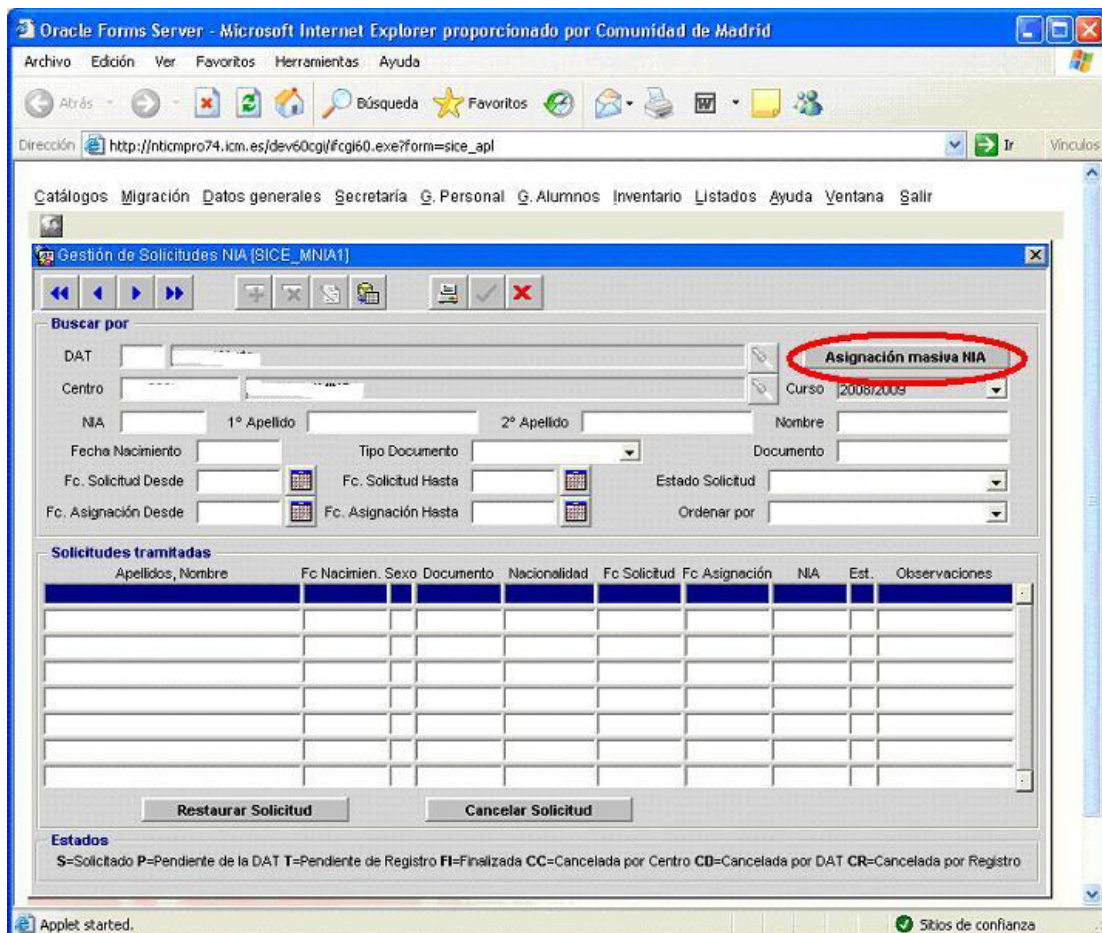 Oracle Forms Server - Microsoft Internet Explorer proporcionado por Comunidad de Madrid
Archivo Edición Ver Favoritos Herramientas Ayuda
Atrás Búsqueda Favoritos
Dirección http://nticmpro74.icm.es/dev60cgi/ifcgi60.exe?form=sice_apl Ir Vínculos
Catálogos Migración Datos generales Secretaría G. Personal G. Alumnos Inventario Listados Ayuda Ventana Salir
Gestión de Solicitudes NIA [SICE_MNIA1]
Buscar por
DAT Asignación masiva NIA
Centro Curso 2008/2009
NIA 1º Apellido 2º Apellido Nombre
Fecha Nacimiento Tipo Documento Documento
Fc. Solicitud Desde Fc. Solicitud Hasta Estado Solicitud
Fc. Asignación Desde Fc. Asignación Hasta Ordenar por
Solicitudes tramitadas
Apellidos, Nombre Fc Nacimien. Sexo Documento Nacionalidad Fc Solicitud Fc Asignación NIA Est. Observaciones
Restaurar Solicitud Cancelar Solicitud
Estados
S=Solicitado P=Pendiente de la DAT T=Pendiente de Registro FI=Finalizada CC=Cancelada por Centro CD=Cancelada por DAT CR=Cancelada por Registro
Applet started. Sitios de confianza